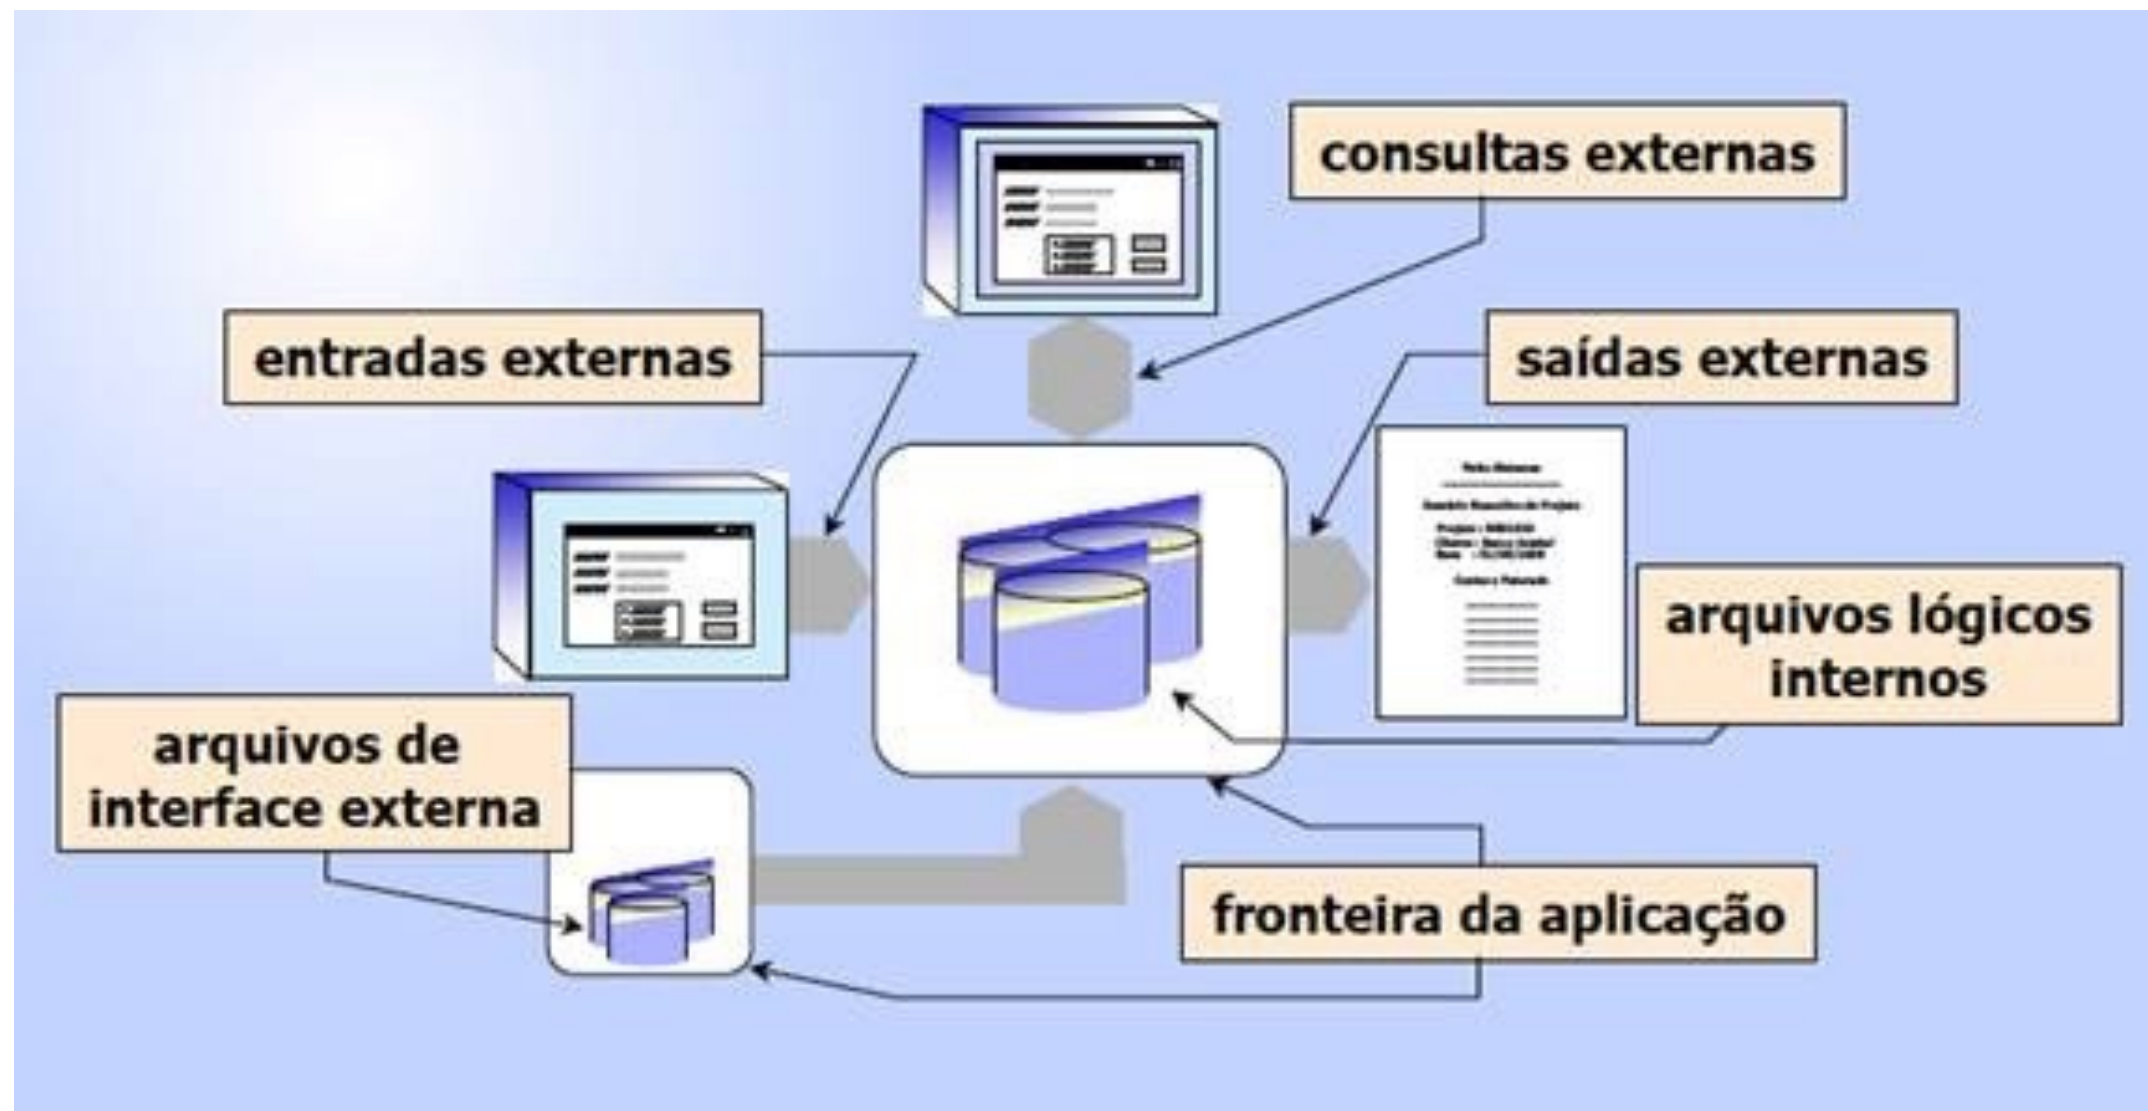 consultas externas
entradas externas
saídas externas
arquivos lógicos
internos
arquivos de
interface externa
fronteira da aplicação